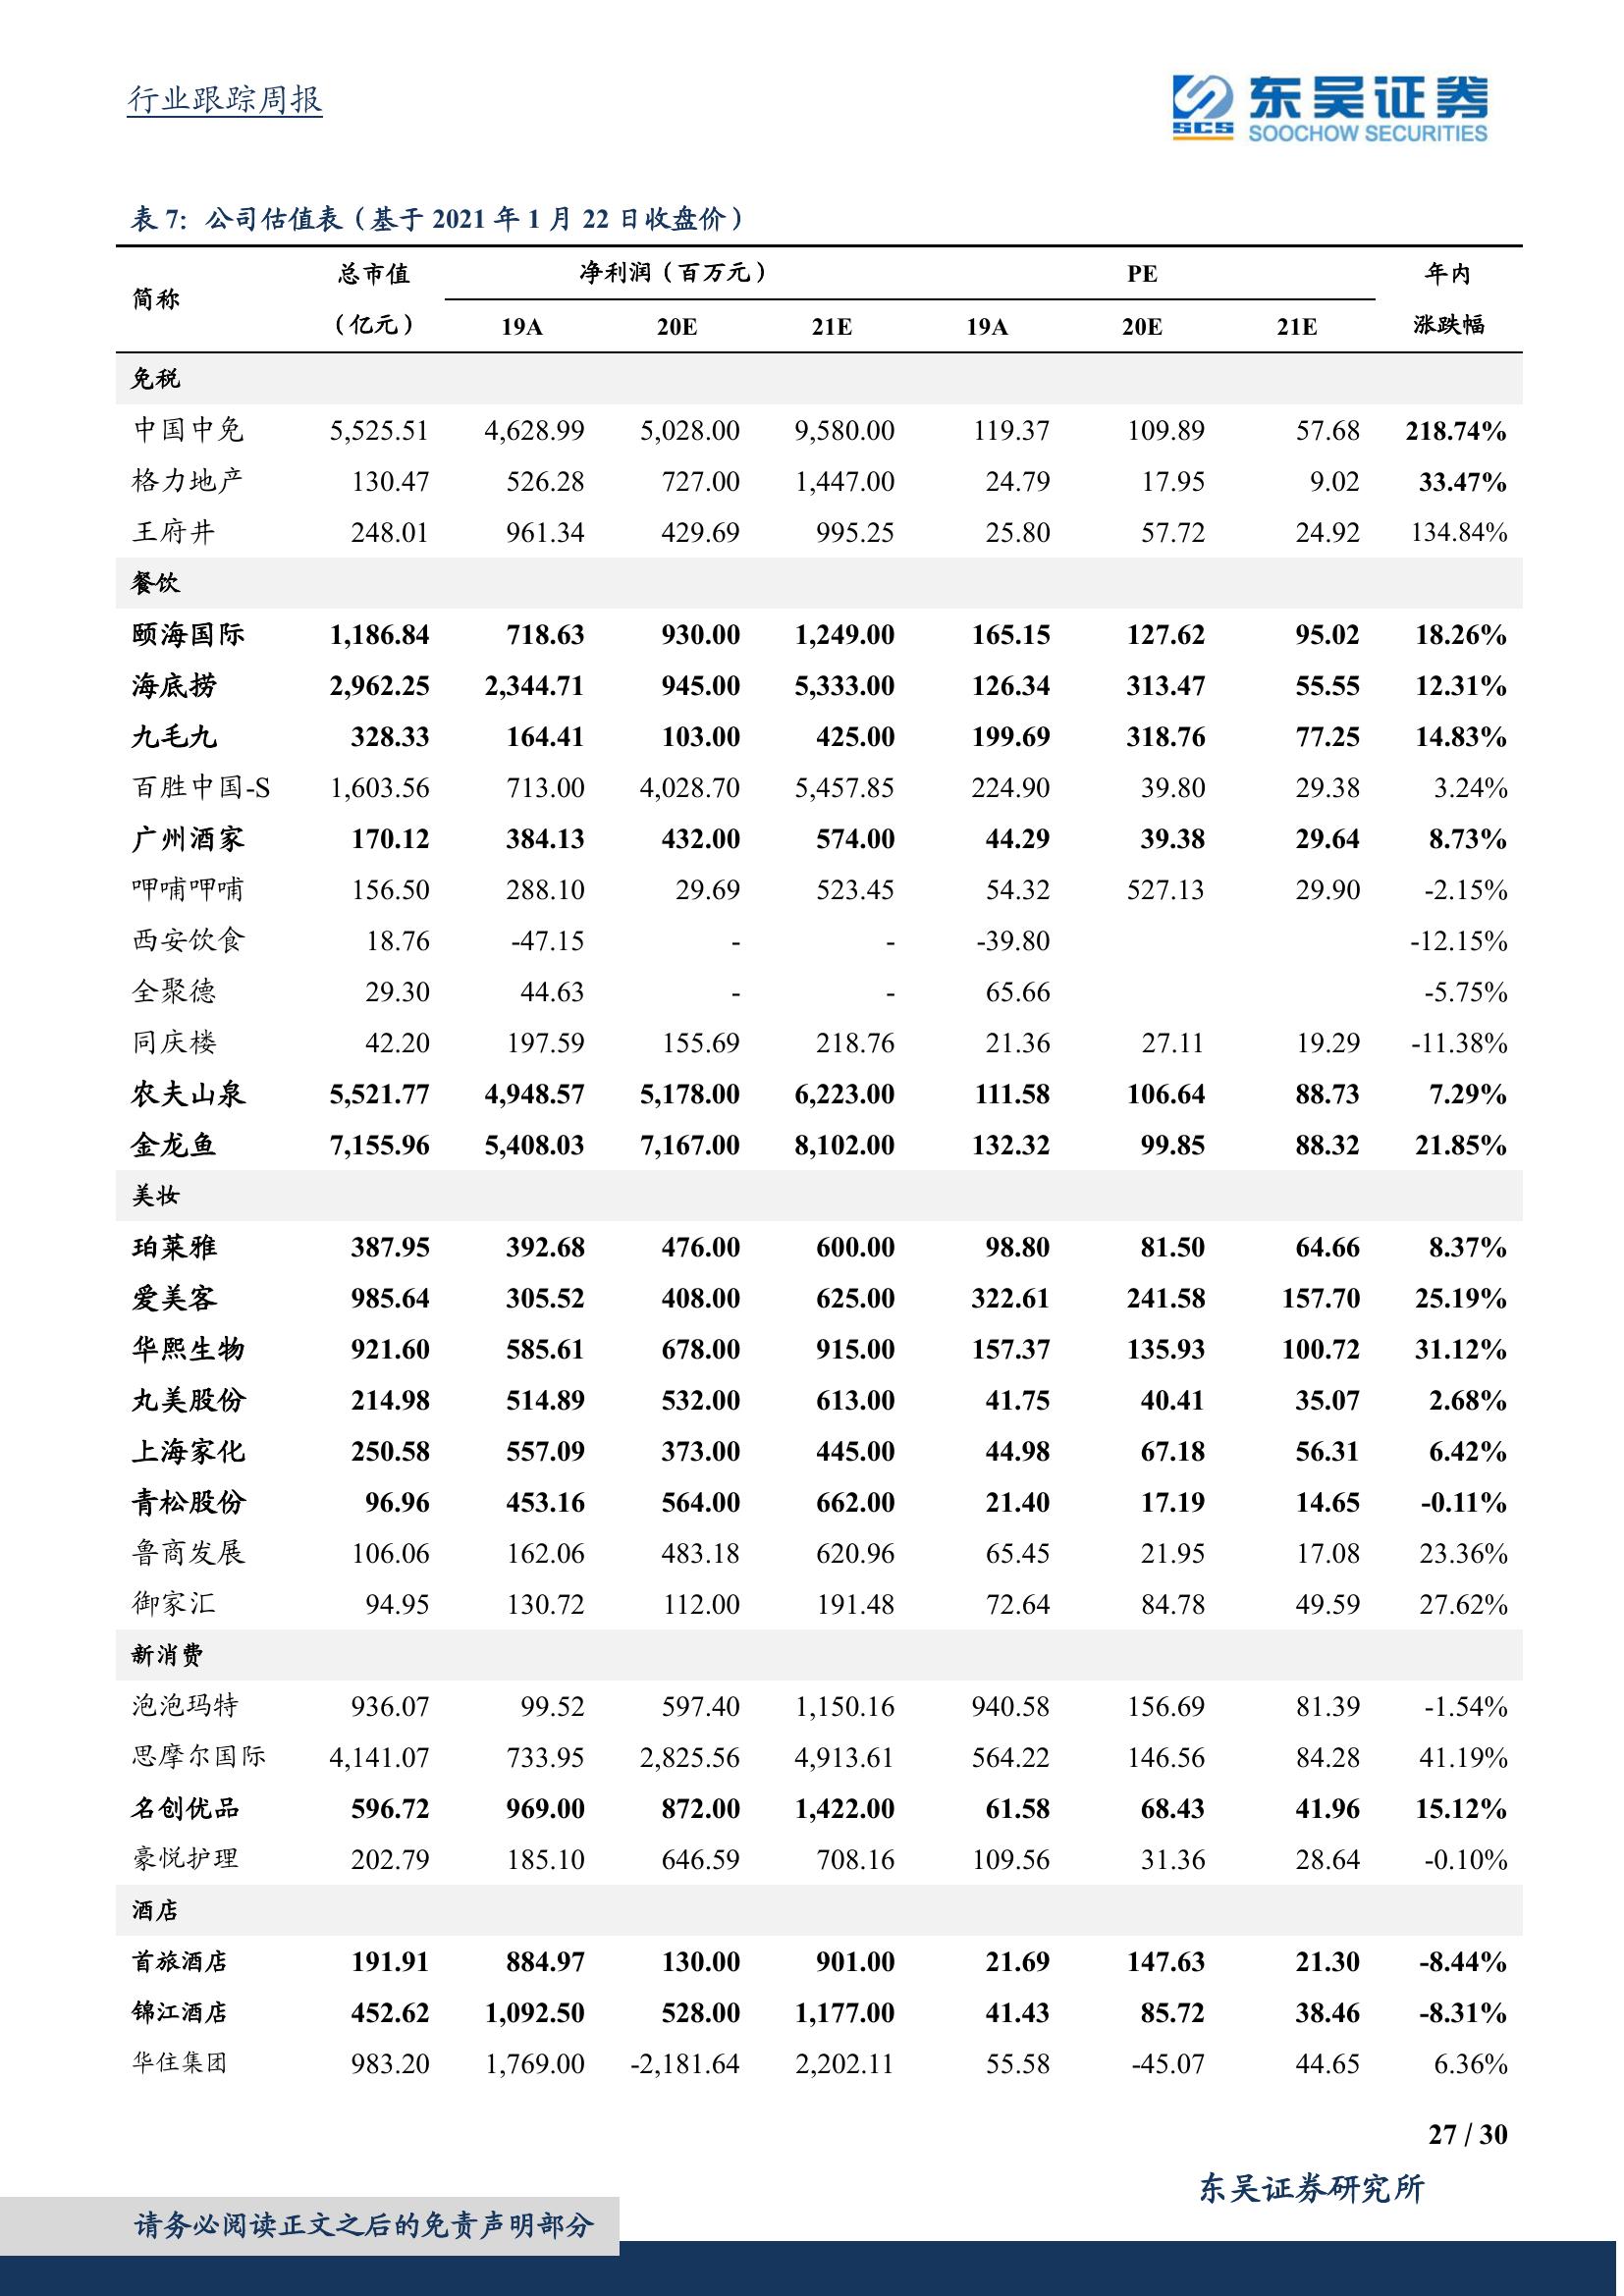 行业跟踪周报
东吴证券
SCS SOOCHOW SECURITIES
表 7: 公司估值表（基于 2021 年 1 月 22 日收盘价）
简称 总市值 净利润（百万元） PE 年内
（亿元） 19A 20E 21E 19A 20E 21E 涨跌幅
免税
中国中免 5,525.51 4,628.99 5,028.00 9,580.00 119.37 109.89 57.68 218.74%
格力地产 130.47 526.28 727.00 1,447.00 24.79 17.95 9.02 33.47%
王府井 248.01 961.34 429.69 995.25 25.80 57.72 24.92 134.84%
餐饮
颐海国际 1,186.84 718.63 930.00 1,249.00 165.15 127.62 95.02 18.26%
海底捞 2,962.25 2,344.71 945.00 5,333.00 126.34 313.47 55.55 12.31%
九毛九 328.33 164.41 103.00 425.00 199.69 318.76 77.25 14.83%
百胜中国-S 1,603.56 713.00 4,028.70 5,457.85 224.90 39.80 29.38 3.24%
广州酒家 170.12 384.13 432.00 574.00 44.29 39.38 29.64 8.73%
呷哺呷哺 156.50 288.10 29.69 523.45 54.32 527.13 29.90 -2.15%
西安饮食 18.76 -47.15 - - -39.80 -12.15%
全聚德 29.30 44.63 - - 65.66 -5.75%
同庆楼 42.20 197.59 155.69 218.76 21.36 27.11 19.29 -11.38%
农夫山泉 5,521.77 4,948.57 5,178.00 6,223.00 111.58 106.64 88.73 7.29%
金龙鱼 7,155.96 5,408.03 7,167.00 8,102.00 132.32 99.85 88.32 21.85%
美妆
珀莱雅 387.95 392.68 476.00 600.00 98.80 81.50 64.66 8.37%
爱美客 985.64 305.52 408.00 625.00 322.61 241.58 157.70 25.19%
华熙生物 921.60 585.61 678.00 915.00 157.37 135.93 100.72 31.12%
丸美股份 214.98 514.89 532.00 613.00 41.75 40.41 35.07 2.68%
上海家化 250.58 557.09 373.00 445.00 44.98 67.18 56.31 6.42%
青松股份 96.96 453.16 564.00 662.00 21.40 17.19 14.65 -0.11%
鲁商发展 106.06 162.06 483.18 620.96 65.45 21.95 17.08 23.36%
御家汇 94.95 130.72 112.00 191.48 72.64 84.78 49.59 27.62%
新消费
泡泡玛特 936.07 99.52 597.40 1,150.16 940.58 156.69 81.39 -1.54%
思摩尔国际 4,141.07 733.95 2,825.56 4,913.61 564.22 146.56 84.28 41.19%
名创优品 596.72 969.00 872.00 1,422.00 61.58 68.43 41.96 15.12%
豪悦护理 202.79 185.10 646.59 708.16 109.56 31.36 28.64 -0.10%
酒店
首旅酒店 191.91 884.97 130.00 901.00 21.69 147.63 21.30 -8.44%
锦江酒店 452.62 1,092.50 528.00 1,177.00 41.43 85.72 38.46 -8.31%
华住集团 983.20 1,769.00 -2,181.64 2,202.11 55.58 -45.07 44.65 6.36%
27 / 30
东吴证券研究所
请务必阅读正文之后的免责声明部分